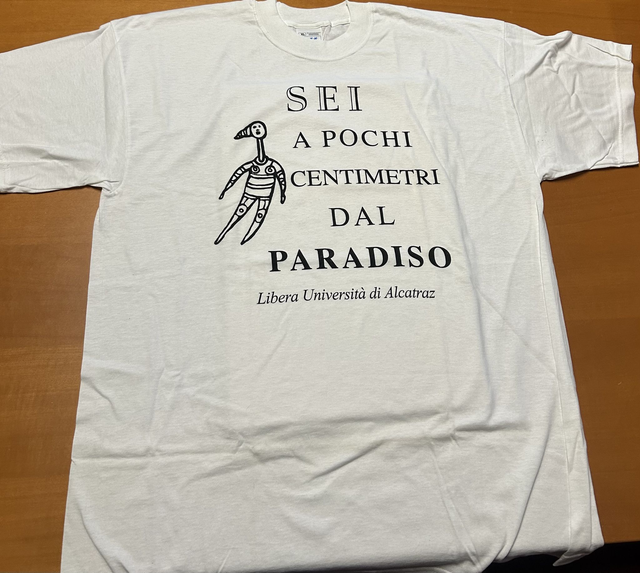 SEI
A POCHI
CENTIMETRI
DAL
PARADISO
Libera Università di Alcatraz